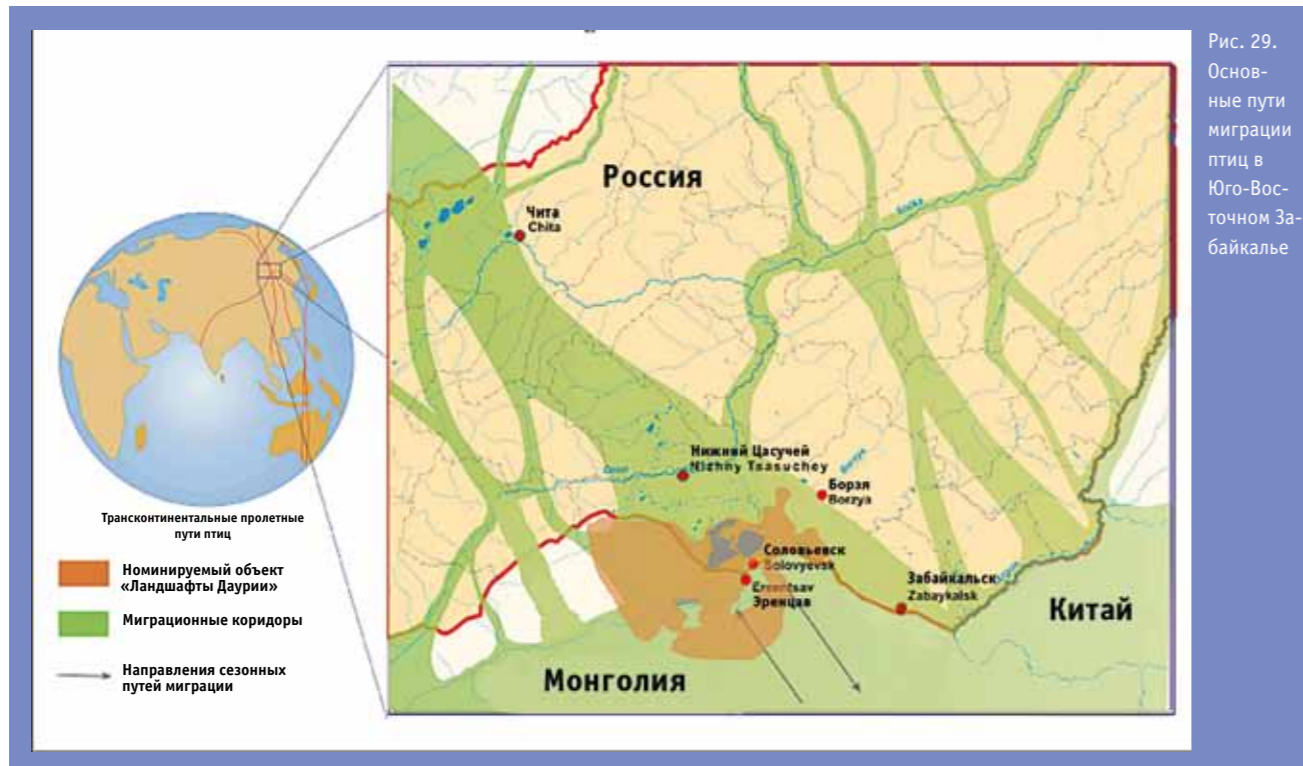 Рис. 29.
Основ-
ные пути
миграции
птиц в
Юго-Вос-
точном За-
байкалье
Россия
Чита
Chita
Нижний Цасучей
Nizhny Tsasuchey
Борзя
Borzya
Соловьевск
Solovyevsk
Эренцав
Забайкальск
Zabaykalsk
Китай
Монголия
Трансконтинентальные пролетные
пути птиц
Номинируемый объект
«Ландшафты Даурии»
Миграционные коридоры
Направления сезонных
путей миграции